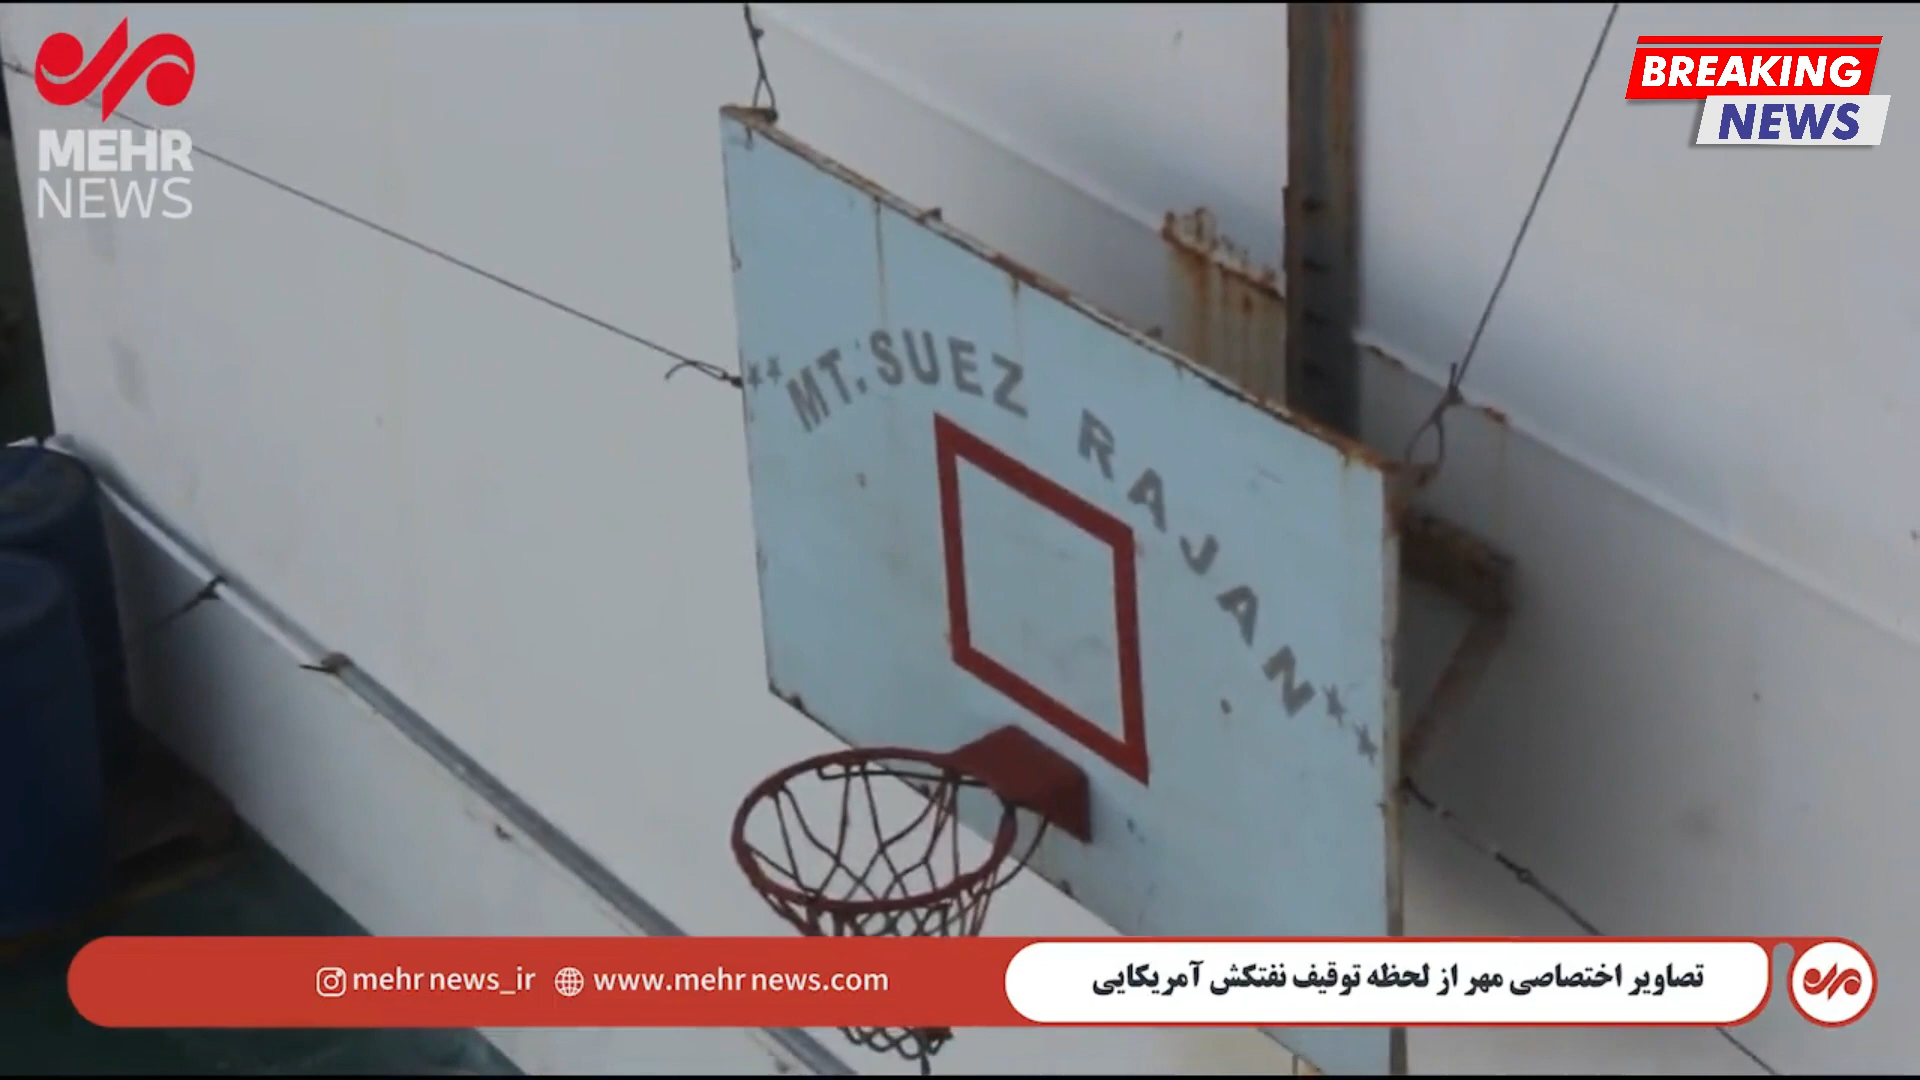 MEHR
NEWS
BREAKING
NEWS
**MT.SUEZ RAJAN**
mehrnews_ir www.mehrnews.com
تصاویر اختصاصی مهر از لحظه توقیف نفتکش آمریکایی